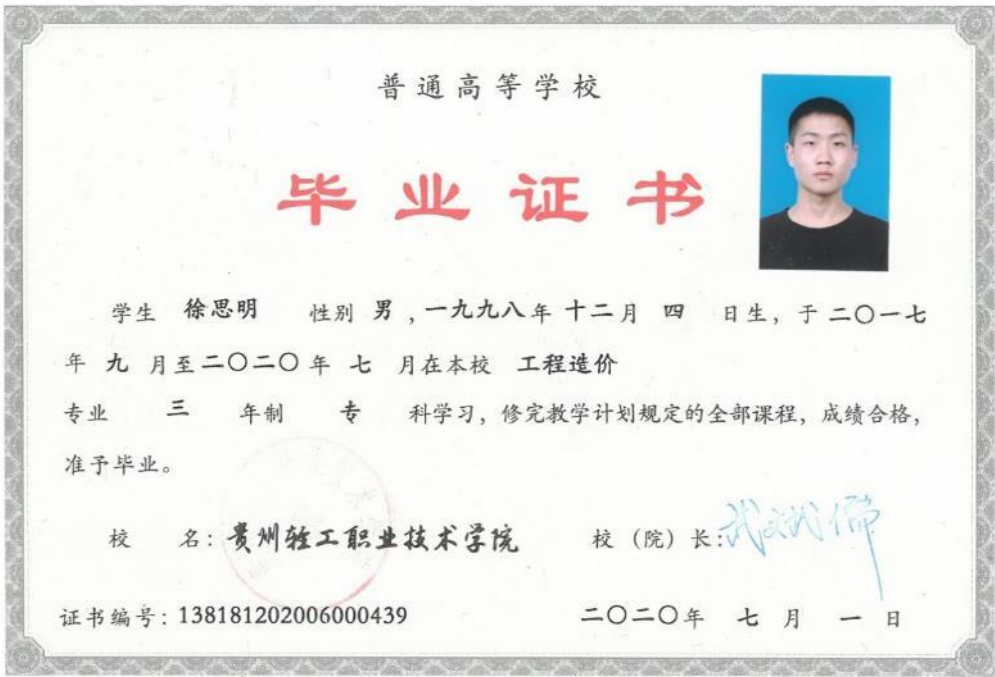 普通高等学校
毕业证书
学生 徐思明 性别 男 ,一九九八年 十二月 四 日生，于 二〇一七
年 九 月至二〇二〇年 七 月在本校 工程造价
专业 三 年制 专 科学习，修完教学计划规定的全部课程，成绩合格，
准予毕业。
校 名：贵州轻工职业技术学院 校（院）长：武斌儒
证书编号：138181202006000439 二〇二〇年 七 月 一 日